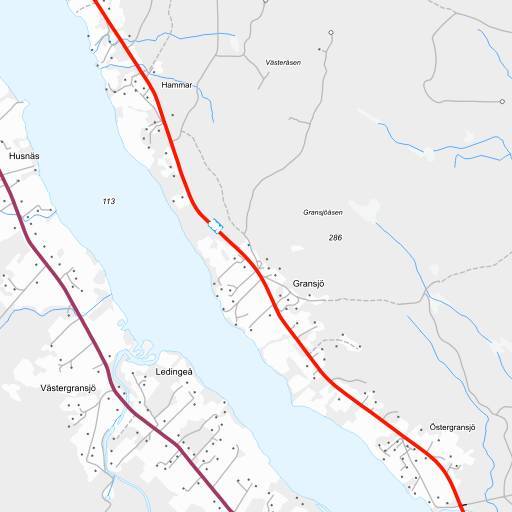 Västeråsen
Hammar
Husnäs
113
Gransjöåsen
286
Gransjö
Ledingeå
Västergransjö
Östergransjö